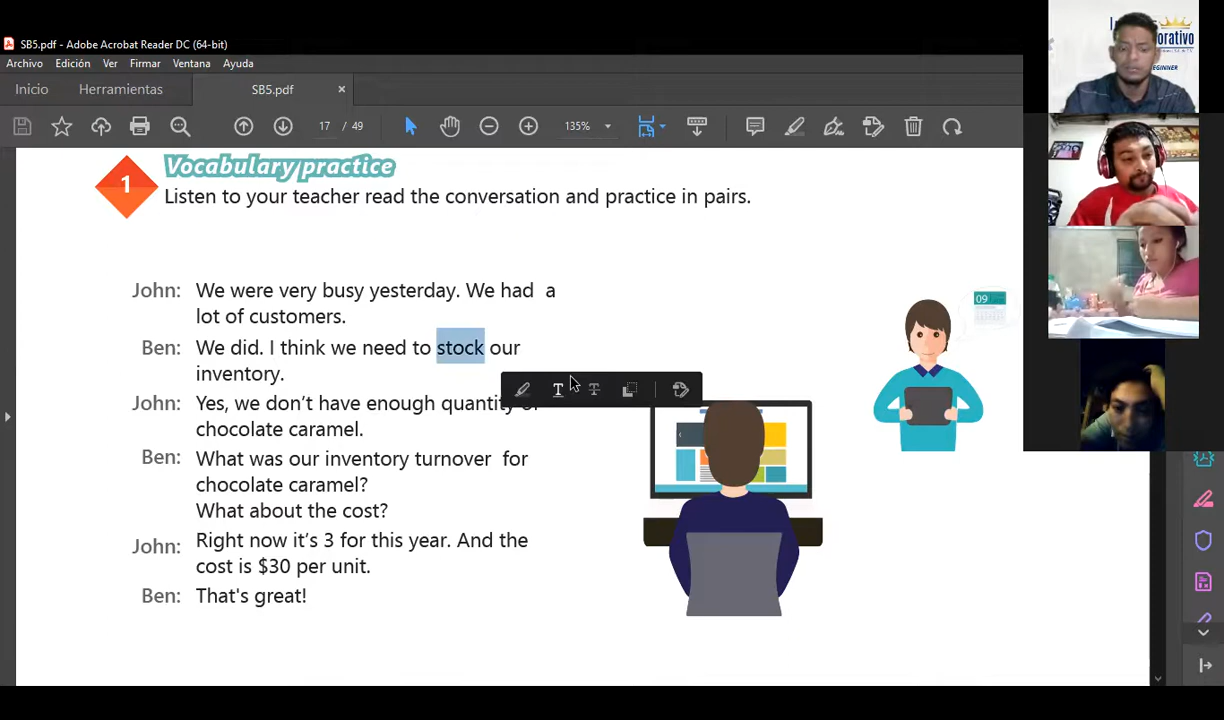 SB5.pdf - Adobe Acrobat Reader DC (64-bit)
Archivo Edición Ver Firmar Ventana Ayuda
Inicio Herramientas SB5.pdf ×
17 / 49 135%
orativo
BEGINNER
1 Vocabulary practice
Listen to your teacher read the conversation and practice in pairs.
John: We were very busy yesterday. We had a
lot of customers.
Ben: We did. I think we need to stock our
inventory.
John: Yes, we don't have enough quantity of
chocolate caramel.
Ben: What was our inventory turnover for
chocolate caramel?
What about the cost?
John: Right now it's 3 for this year. And the
cost is $30 per unit.
Ben: That's great!
09